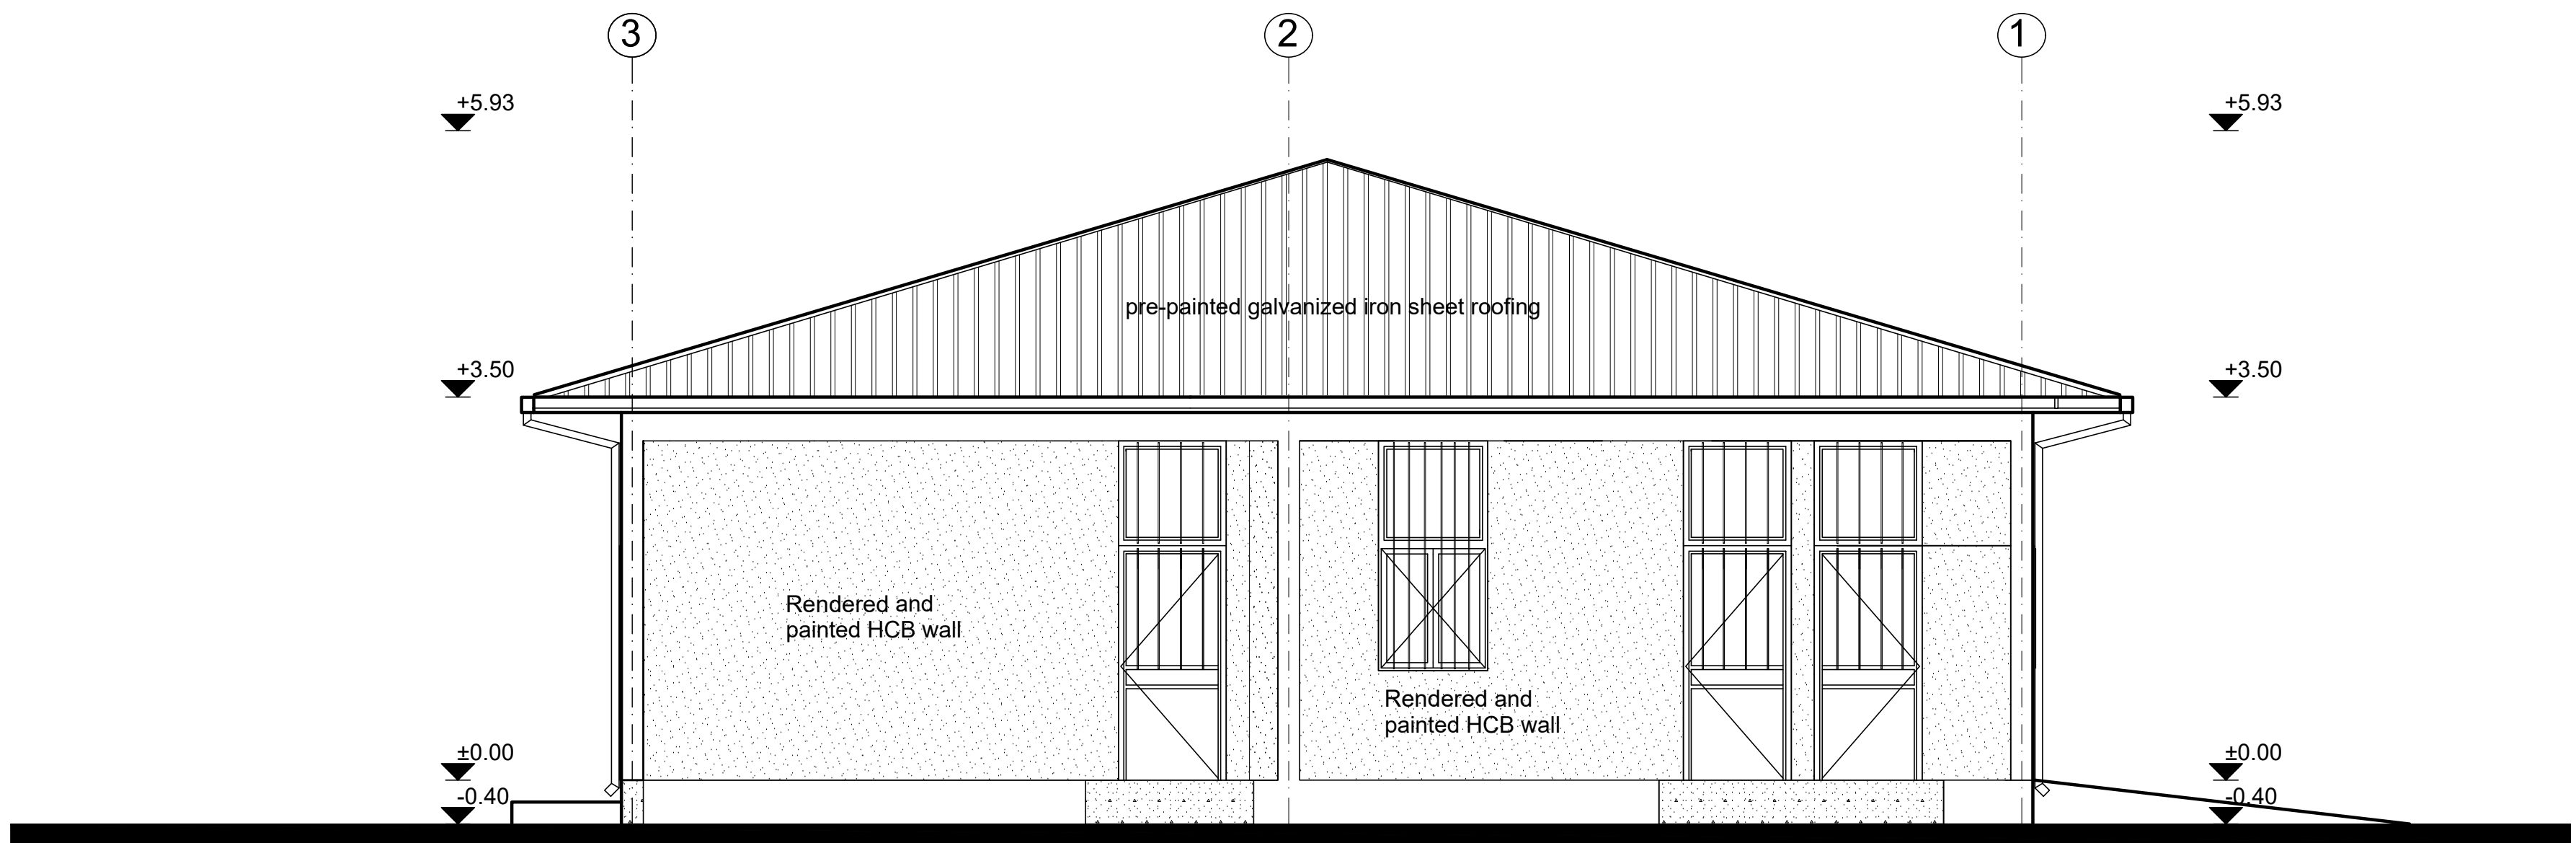 3
2
1
+5.93
+5.93
pre-painted galvanized iron sheet roofing
+3.50
+3.50
Rendered and
painted HCB wall
Rendered and
painted HCB wall
±0.00
±0.00
-0.40
-0.40